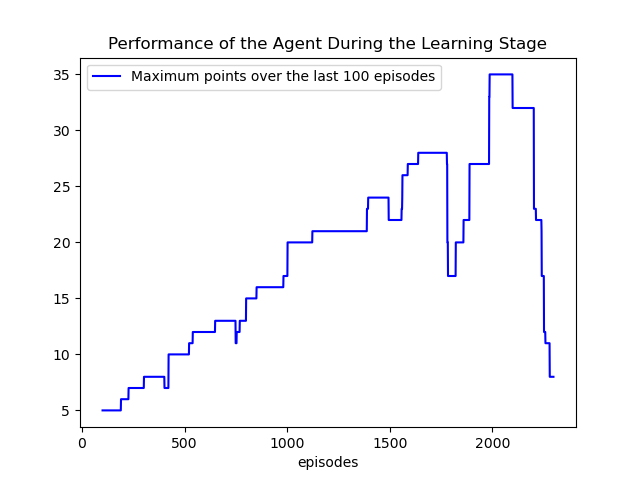 Performance of the Agent During the Learning Stage
Maximum points over the last 100 episodes
35
30
25
20
15
10
5
0 500 1000 1500 2000
episodes